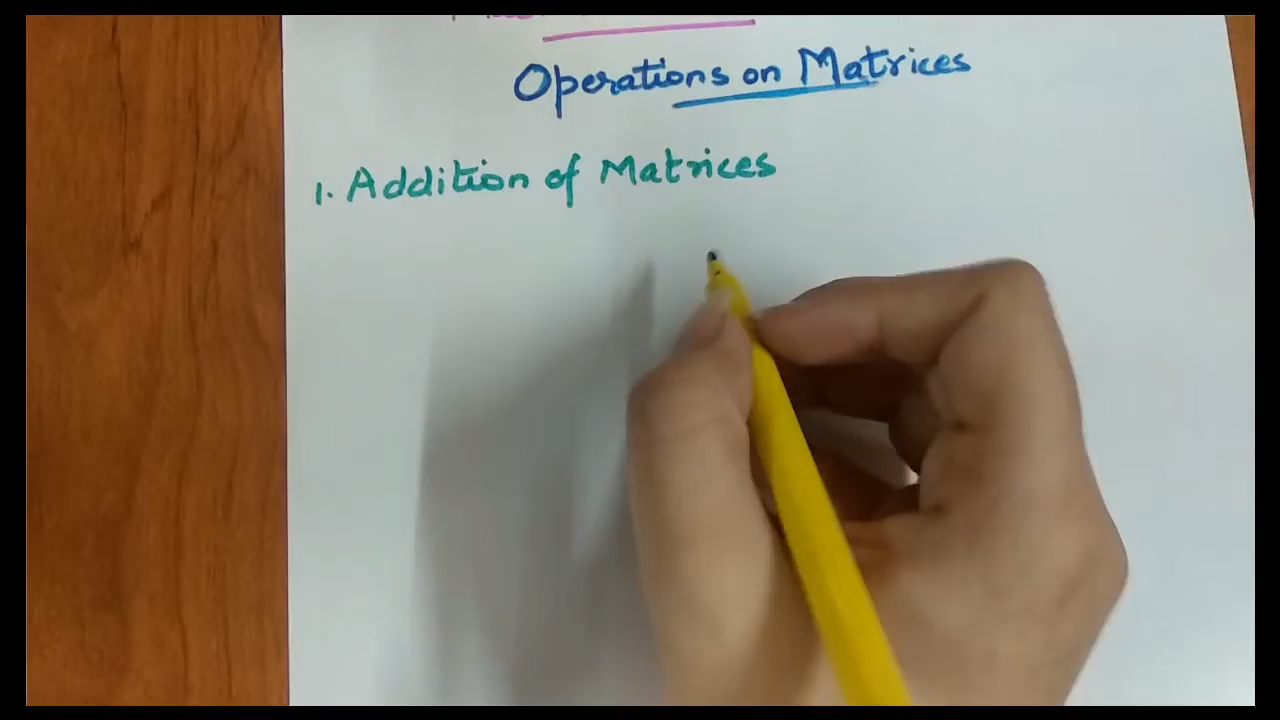 Operations on Matrices
1. Addition of Matrices